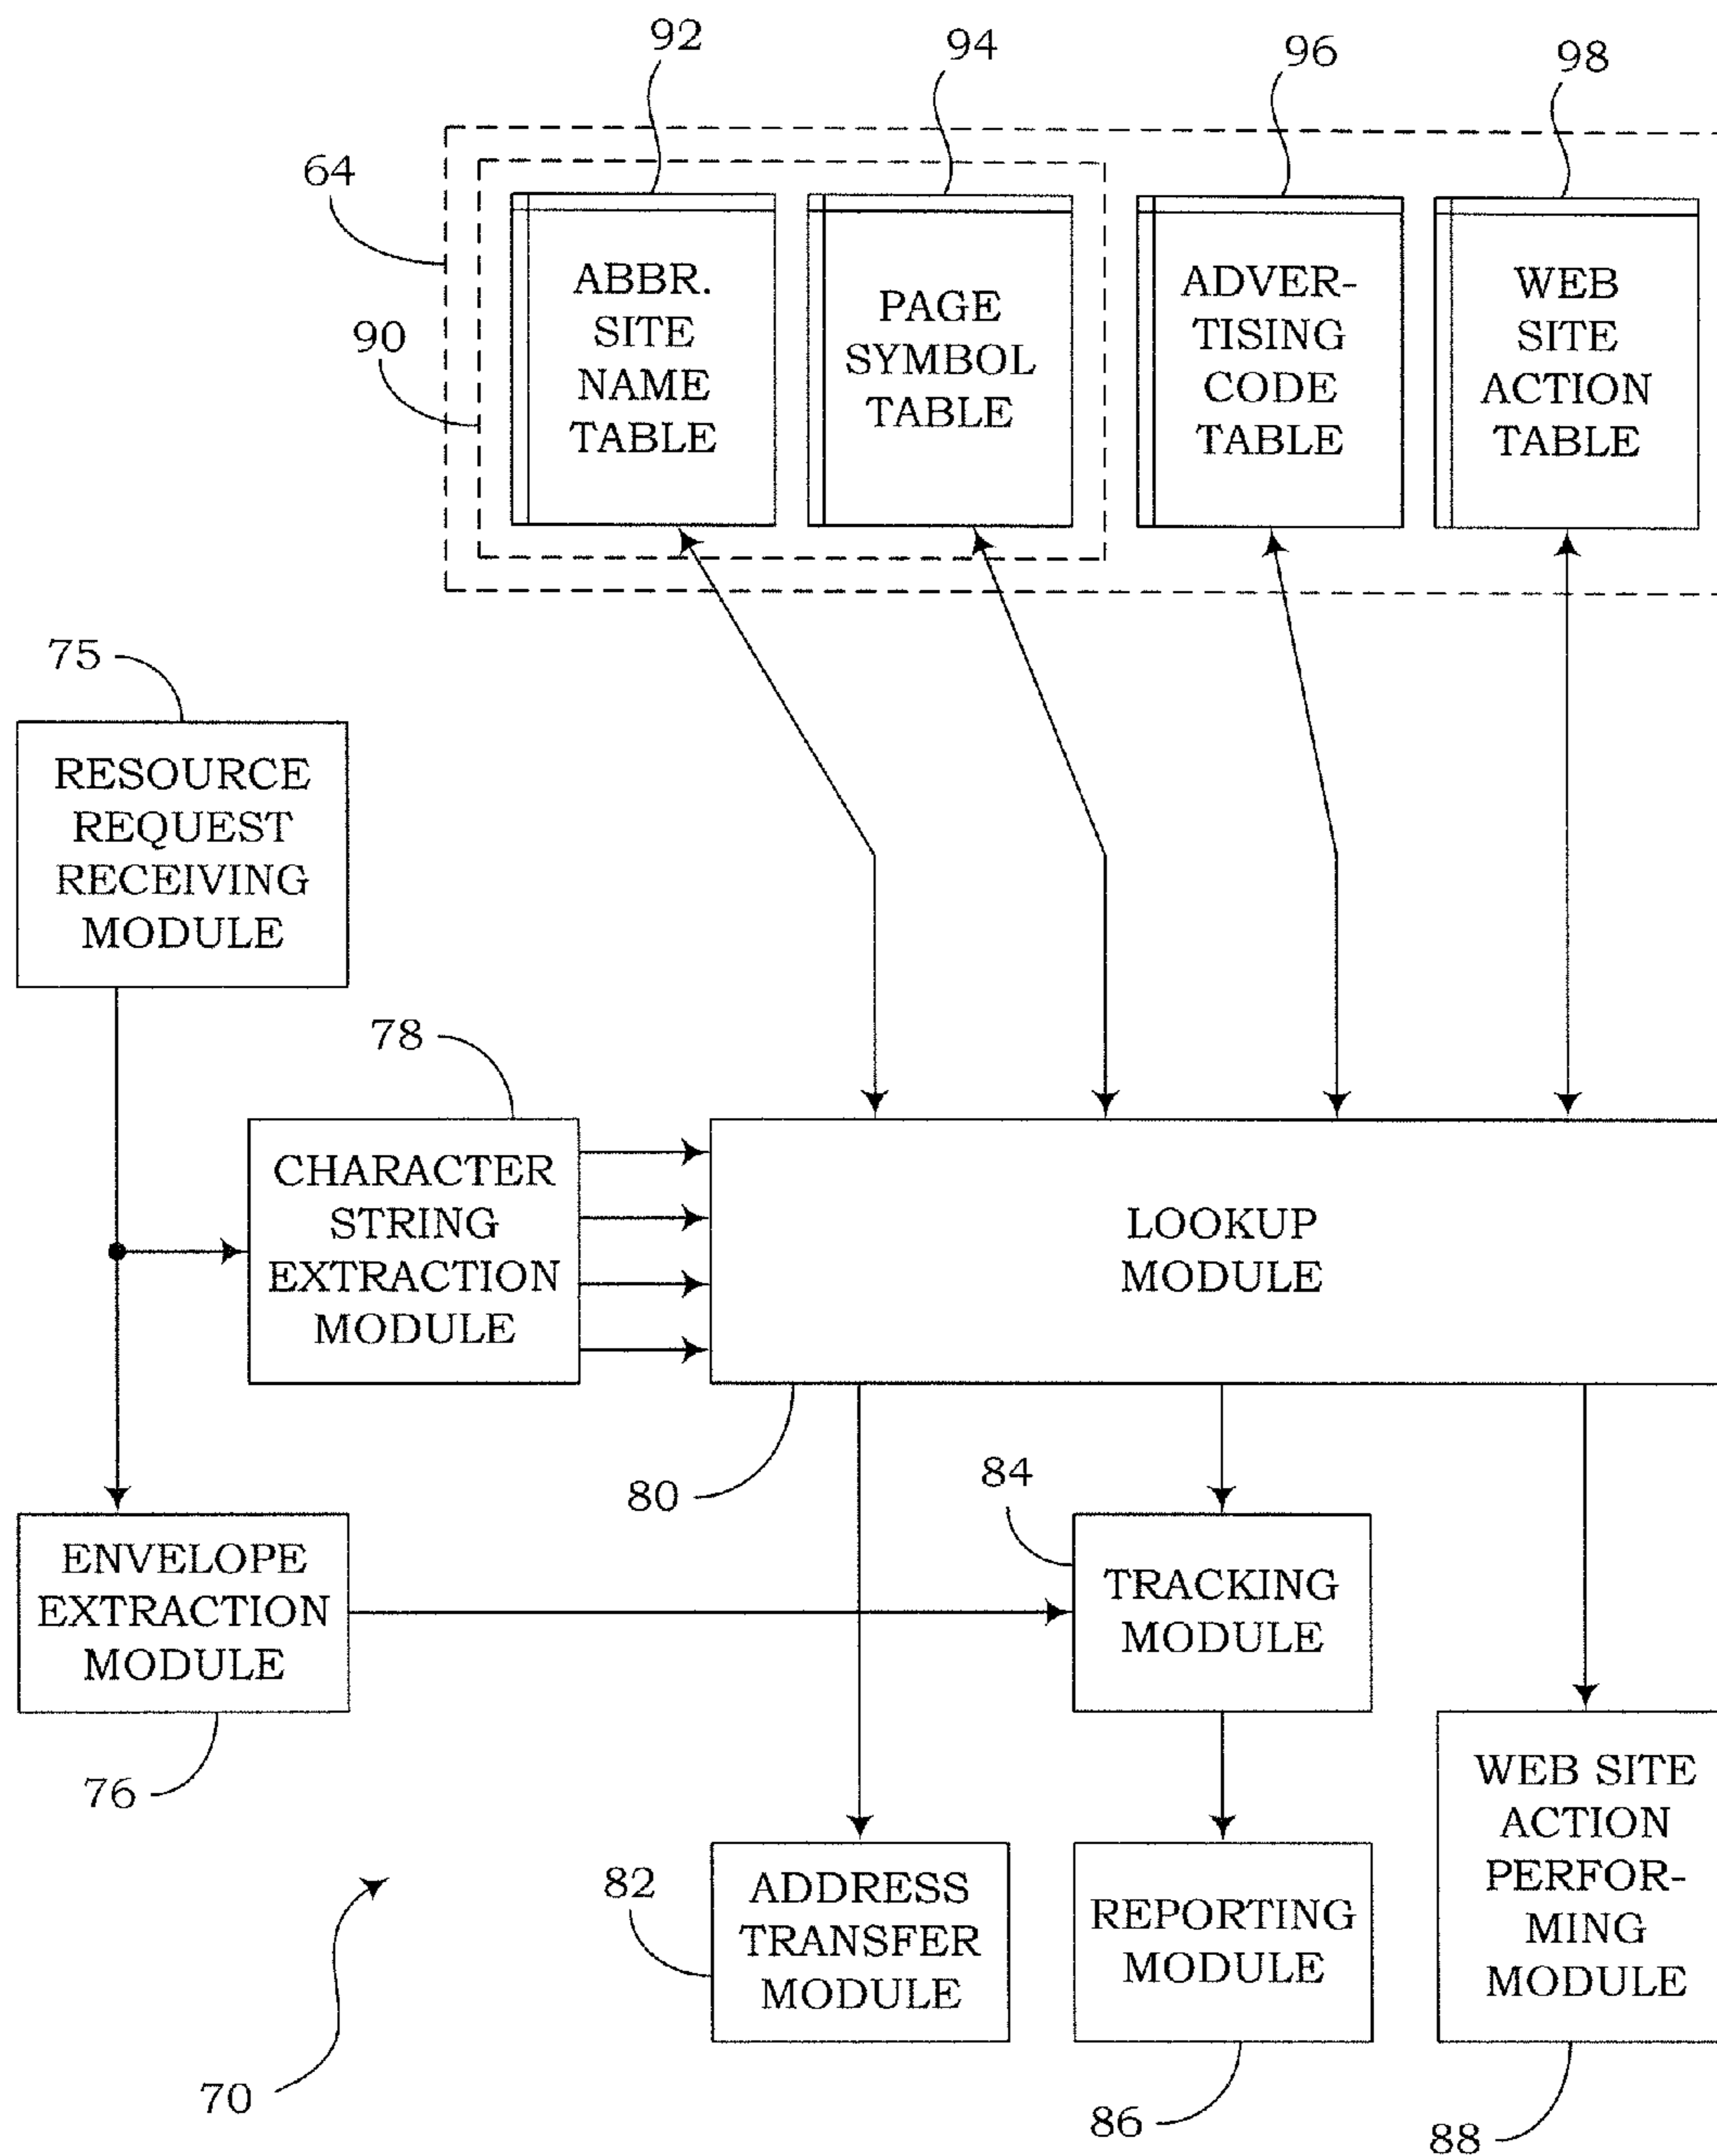 92
94
96
98
64
90
ABBR.
SITE
NAME
TABLE
PAGE
SYMBOL
TABLE
ADVER-
TISING
CODE
TABLE
WEB
SITE
ACTION
TABLE
75
RESOURCE
REQUEST
RECEIVING
MODULE
78
CHARACTER
STRING
EXTRACTION
MODULE
LOOKUP
MODULE
80
84
ENVELOPE
EXTRACTION
MODULE
76
TRACKING
MODULE
82
ADDRESS
TRANSFER
MODULE
REPORTING
MODULE
86
WEB SITE
ACTION
PERFOR-
MING
MODULE
88
70